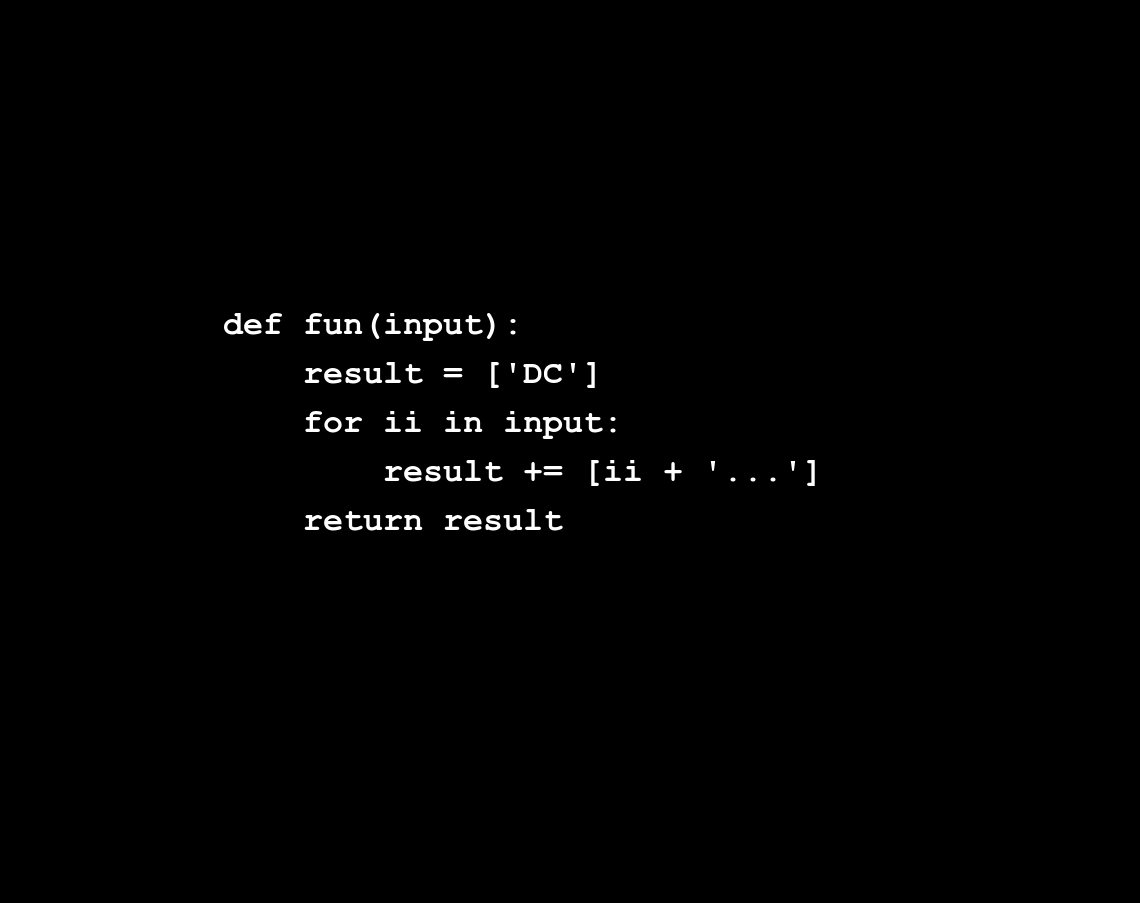 def fun(input):
    result = ['DC']
    for ii in input:
        result += [ii + '...']
    return result